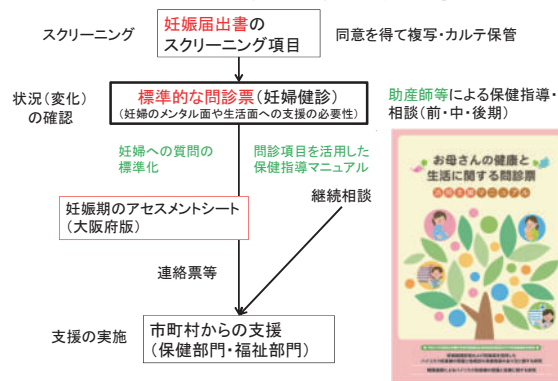 スクリーニング
妊娠届出書の
スクリーニング項目
同意を得て複写・カルテ保管
状況(変化)
の確認
標準的な問診票(妊婦健診)
(妊婦のメンタル面や生活面への支援の必要性)
助産師等による保健指導・
相談(前・中・後期)
妊婦への質問の
標準化
問診項目を活用した
保健指導マニュアル
妊娠期のアセスメントシート
(大阪府版)
継続相談
連絡票等
支援の実施
市町村からの支援
(保健部門・福祉部門)
お母さんの健康と
生活に関する問診票
マニュアル